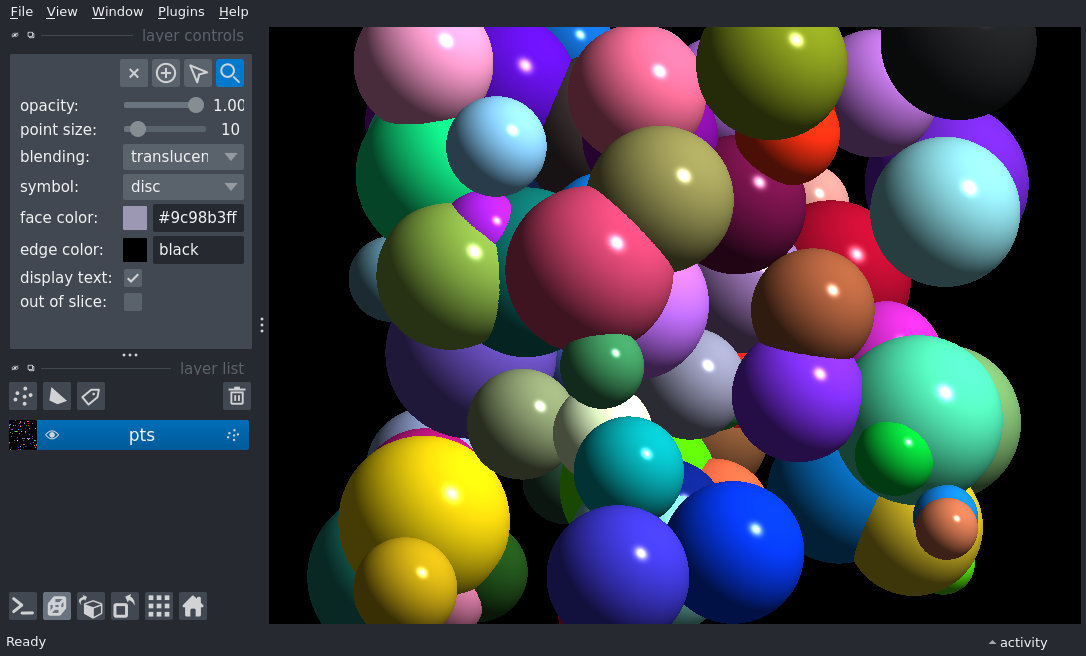 File View Window Plugins Help
layer controls
opacity: 1.00
point size: 10
blending: translucen
symbol: disc
face color: #9c98b3ff
edge color: black
display text:
out of slice:
layer list
pts
Ready
activity